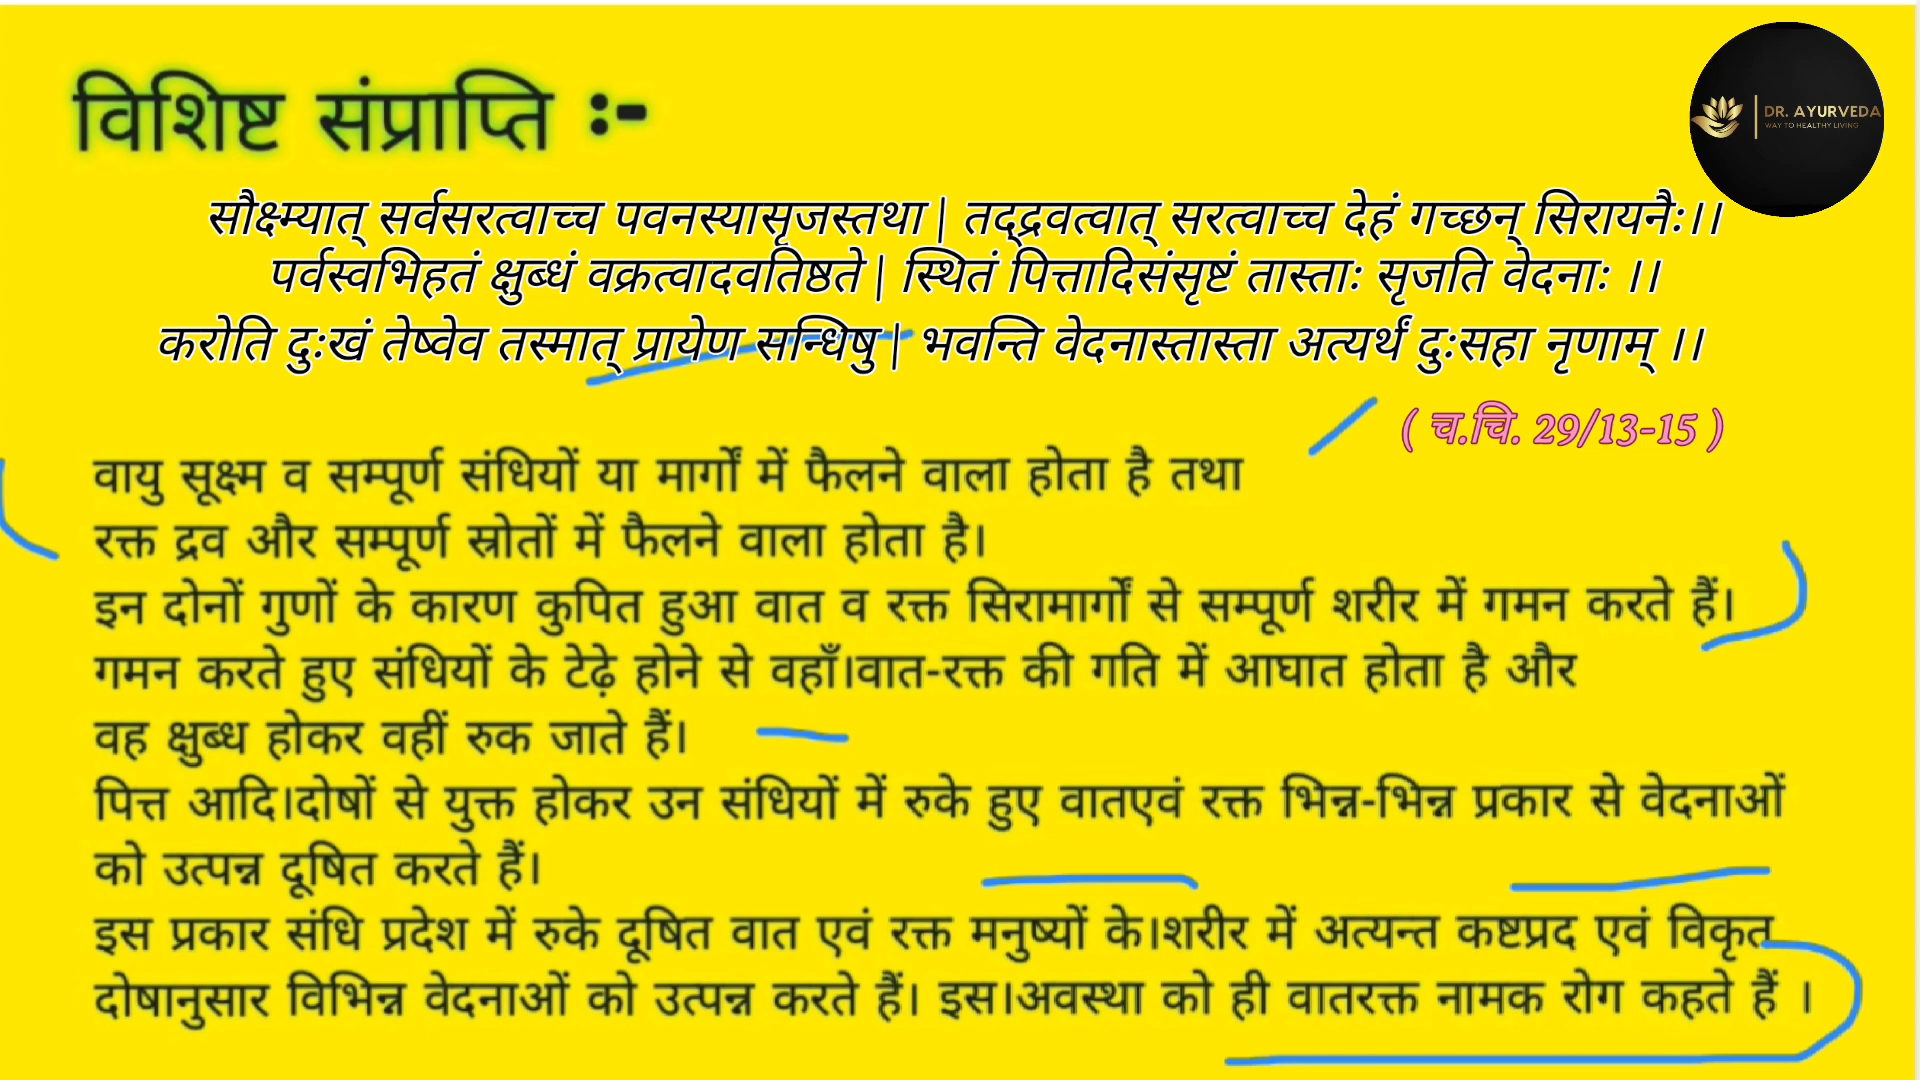 विशिष्ट संप्राप्ति :-
DR. AYURVEDA
WAY TO HEALTHY LIVING
सौक्ष्म्यात् सर्वसरत्वाच्च पवनस्यासृजस्तथा | तद्द्रवत्वात् सरत्वाच्च देहं गच्छन् सिरायनैः।।
पर्वस्वभिहतं क्षुब्धं वक्रत्वादवतिष्ठते | स्थितं पित्तादिसंसृष्टं तास्ताः सृजति वेदनाः ।।
करोति दुःखं तेष्वेव तस्मात् प्रायेण सन्धिषु | भवन्ति वेदनास्तास्ता अत्यर्थं दुःसहा नृणाम् ।।
( च.चि. 29/13-15 )
वायु सूक्ष्म व सम्पूर्ण संधियों या मार्गों में फैलने वाला होता है तथा
रक्त द्रव और सम्पूर्ण स्रोतों में फैलने वाला होता है।
इन दोनों गुणों के कारण कुपित हुआ वात व रक्त सिरामार्गों से सम्पूर्ण शरीर में गमन करते हैं।
गमन करते हुए संधियों के टेढ़े होने से वहाँ।वात-रक्त की गति में आघात होता है और
वह क्षुब्ध होकर वहीं रुक जाते हैं।
पित्त आदि।दोषों से युक्त होकर उन संधियों में रुके हुए वातएवं रक्त भिन्न-भिन्न प्रकार से वेदनाओं
को उत्पन्न दूषित करते हैं।
इस प्रकार संधि प्रदेश में रुके दूषित वात एवं रक्त मनुष्यों के।शरीर में अत्यन्त कष्टप्रद एवं विकृत
दोषानुसार विभिन्न वेदनाओं को उत्पन्न करते हैं। इस।अवस्था को ही वातरक्त नामक रोग कहते हैं ।